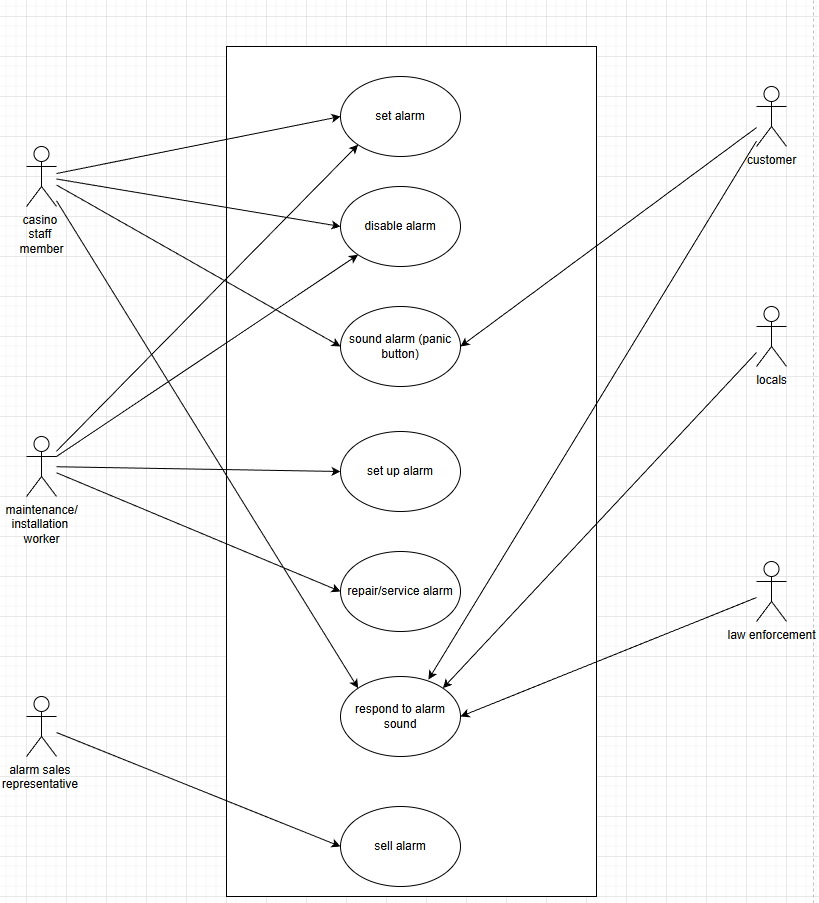 set alarm
customer
casino
staff
member
disable alarm
sound alarm (panic
button)
locals
set up alarm
maintenance/
installation
worker
repair/service alarm
law enforcement
respond to alarm
sound
alarm sales
representative
sell alarm